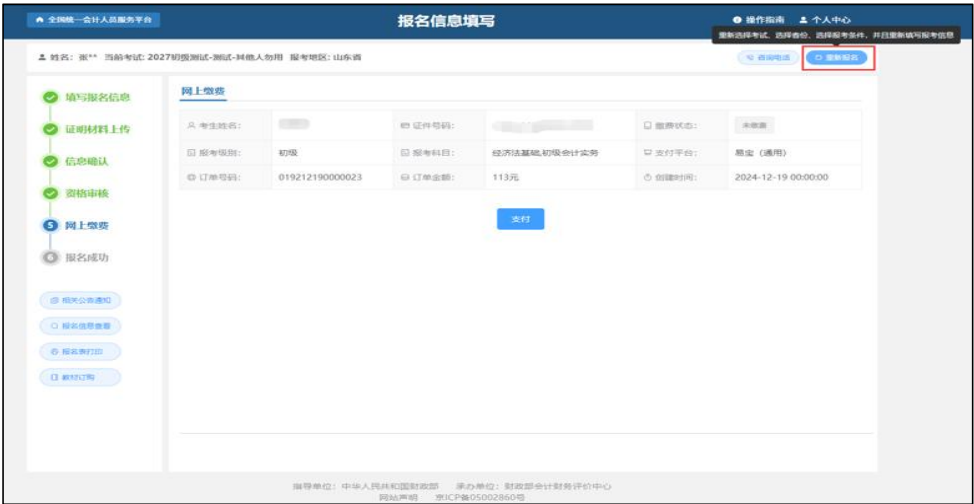 全国统一会计人员服务平台
报名信息填写
操作指南 个人中心
重新选择考试、选择省份、选择报考条件，并且重新填写报考信息
姓名：张** 当前考试：2027初级测试-测试-其他人勿用 报考地区：山东省
咨询电话 重新报名
填写报名信息
证明材料上传
信息确认
资格审核
5 网上缴费
6 报名成功
相关公告通知
报名信息查看
报名表打印
教材订购
网上缴费
考生姓名： 证件号码： 缴费状态： 未缴费
报考级别： 初级 报考科目： 经济法基础,初级会计实务 支付平台： 易宝（通用）
订单号码： 019212190000023 订单金额： 113元 创建时间： 2024-12-19 00:00:00
支付
指导单位：中华人民共和国财政部 承办单位：财政部会计财务评价中心
网站声明 京ICP备05002860号